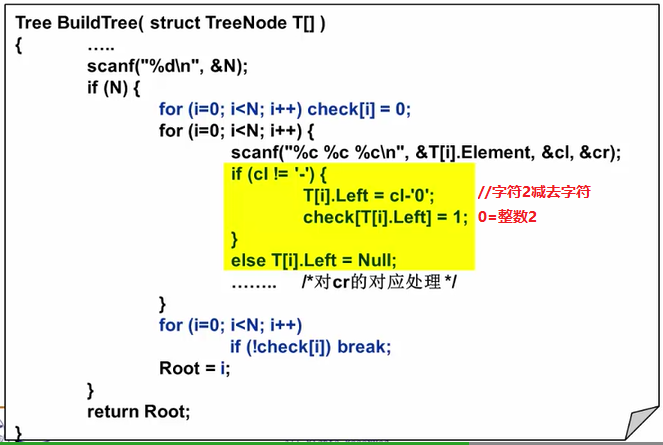 Tree BuildTree( struct TreeNode T[] )
{ …..
scanf("%d\n", &N);
if (N) {
for (i=0; i<N; i++) check[i] = 0;
for (i=0; i<N; i++) {
scanf("%c %c %c\n", &T[i].Element, &cl, &cr);
if (cl != '-') {
T[i].Left = cl-'0'; //字符2减去字符
check[T[i].Left] = 1; 0=整数2
}
else T[i].Left = Null;
…….. /*对cr的对应处理 */
}
for (i=0; i<N; i++)
if (!check[i]) break;
Root = i;
}
return Root;
}